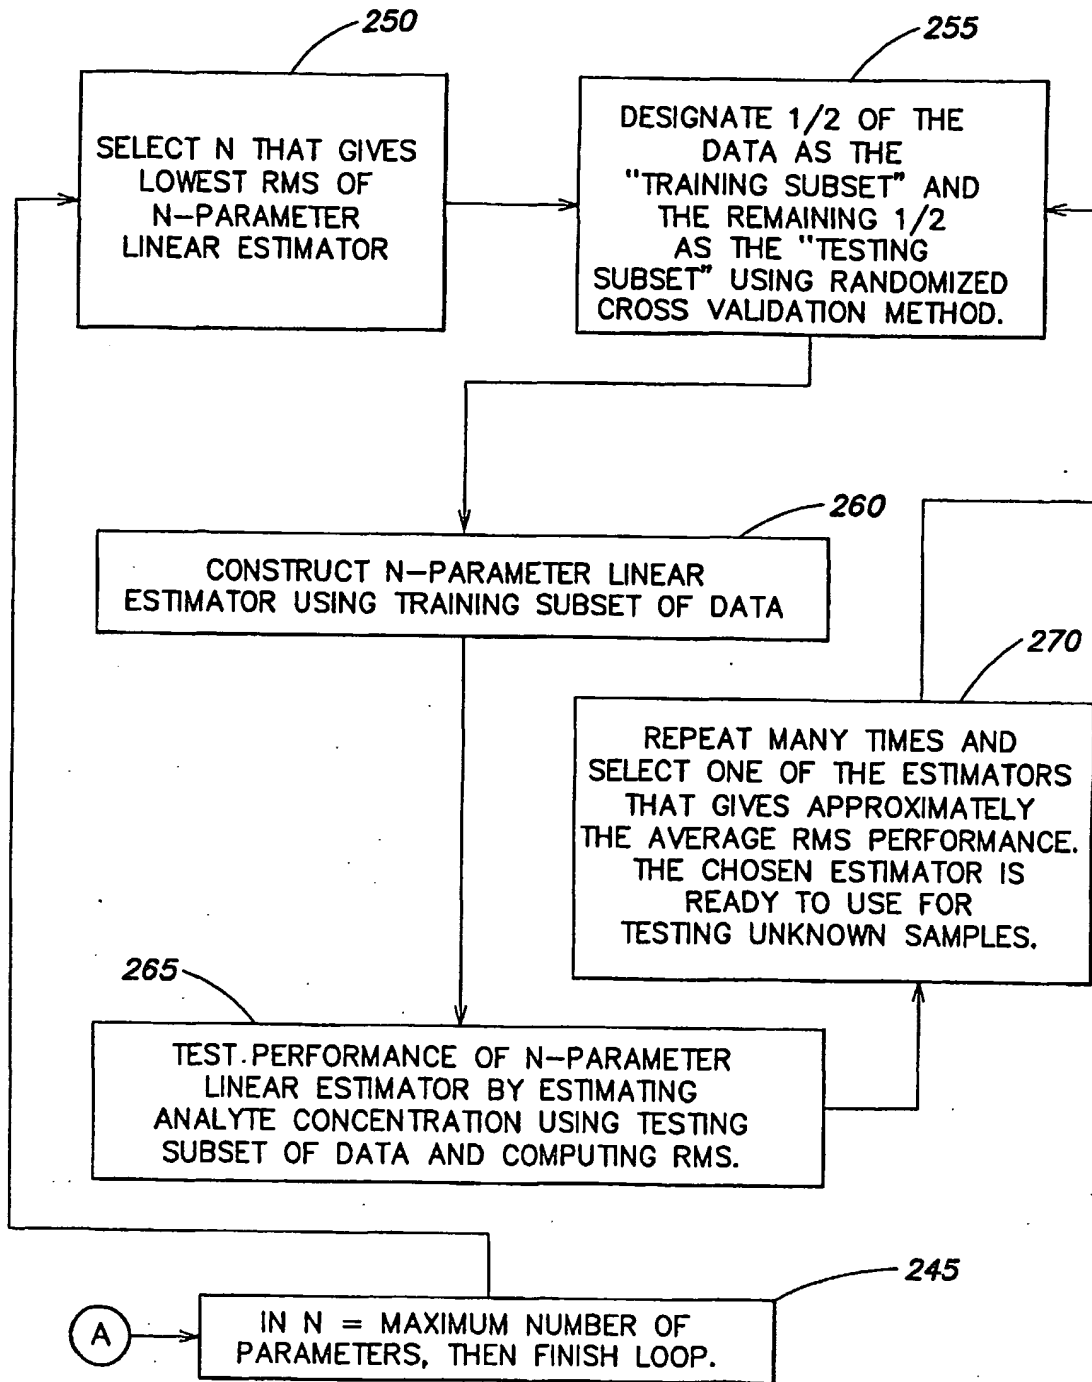 250
SELECT N THAT GIVES
LOWEST RMS OF
N-PARAMETER
LINEAR ESTIMATOR
255
DESIGNATE 1/2 OF THE
DATA AS THE
"TRAINING SUBSET" AND
THE REMAINING 1/2
AS THE "TESTING
SUBSET" USING RANDOMIZED
CROSS VALIDATION METHOD.
260
CONSTRUCT N-PARAMETER LINEAR
ESTIMATOR USING TRAINING SUBSET OF DATA
270
REPEAT MANY TIMES AND
SELECT ONE OF THE ESTIMATORS
THAT GIVES APPROXIMATELY
THE AVERAGE RMS PERFORMANCE.
THE CHOSEN ESTIMATOR IS
READY TO USE FOR
TESTING UNKNOWN SAMPLES.
265
TEST PERFORMANCE OF N-PARAMETER
LINEAR ESTIMATOR BY ESTIMATING
ANALYTE CONCENTRATION USING TESTING
SUBSET OF DATA AND COMPUTING RMS.
245
A
IN N = MAXIMUM NUMBER OF
PARAMETERS, THEN FINISH LOOP.